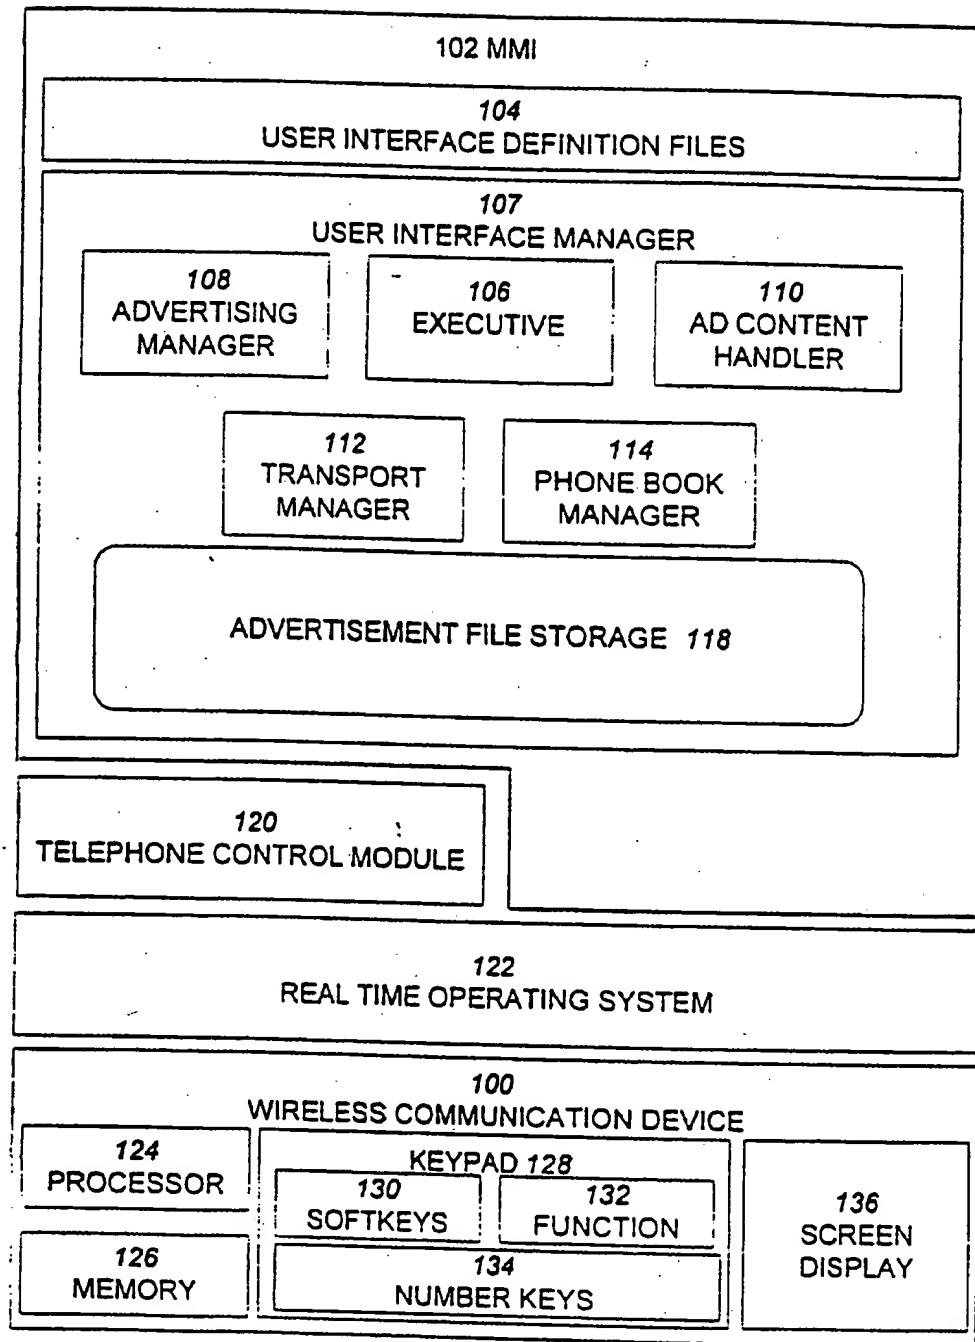 102 MMI
104
USER INTERFACE DEFINITION FILES
107
USER INTERFACE MANAGER
108
ADVERTISING
MANAGER
106
EXECUTIVE
110
AD CONTENT
HANDLER
112
TRANSPORT
MANAGER
114
PHONE BOOK
MANAGER
ADVERTISEMENT FILE STORAGE 118
120
TELEPHONE CONTROL MODULE
122
REAL TIME OPERATING SYSTEM
100
WIRELESS COMMUNICATION DEVICE
124
PROCESSOR
126
MEMORY
KEYPAD 128
130
SOFTKEYS
132
FUNCTION
134
NUMBER KEYS
136
SCREEN
DISPLAY